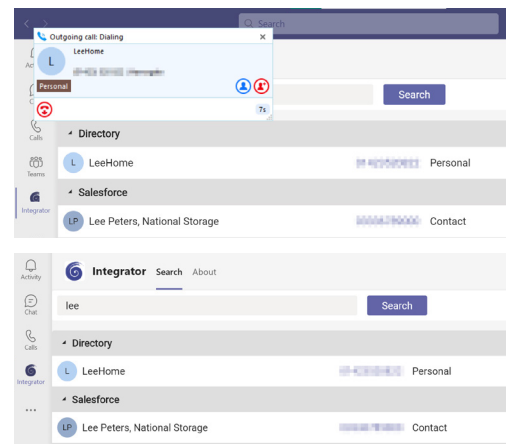 Search
Outgoing call: Dialing
L
LeeHome
Personal
7s
Search
Calls
Directory
Teams
L LeeHome Personal
Integrator
Salesforce
LP Lee Peters, National Storage Contact
Activity
Integrator Search About
Chat
lee Search
Calls
Directory
Integrator
L LeeHome Personal
Salesforce
LP Lee Peters, National Storage Contact